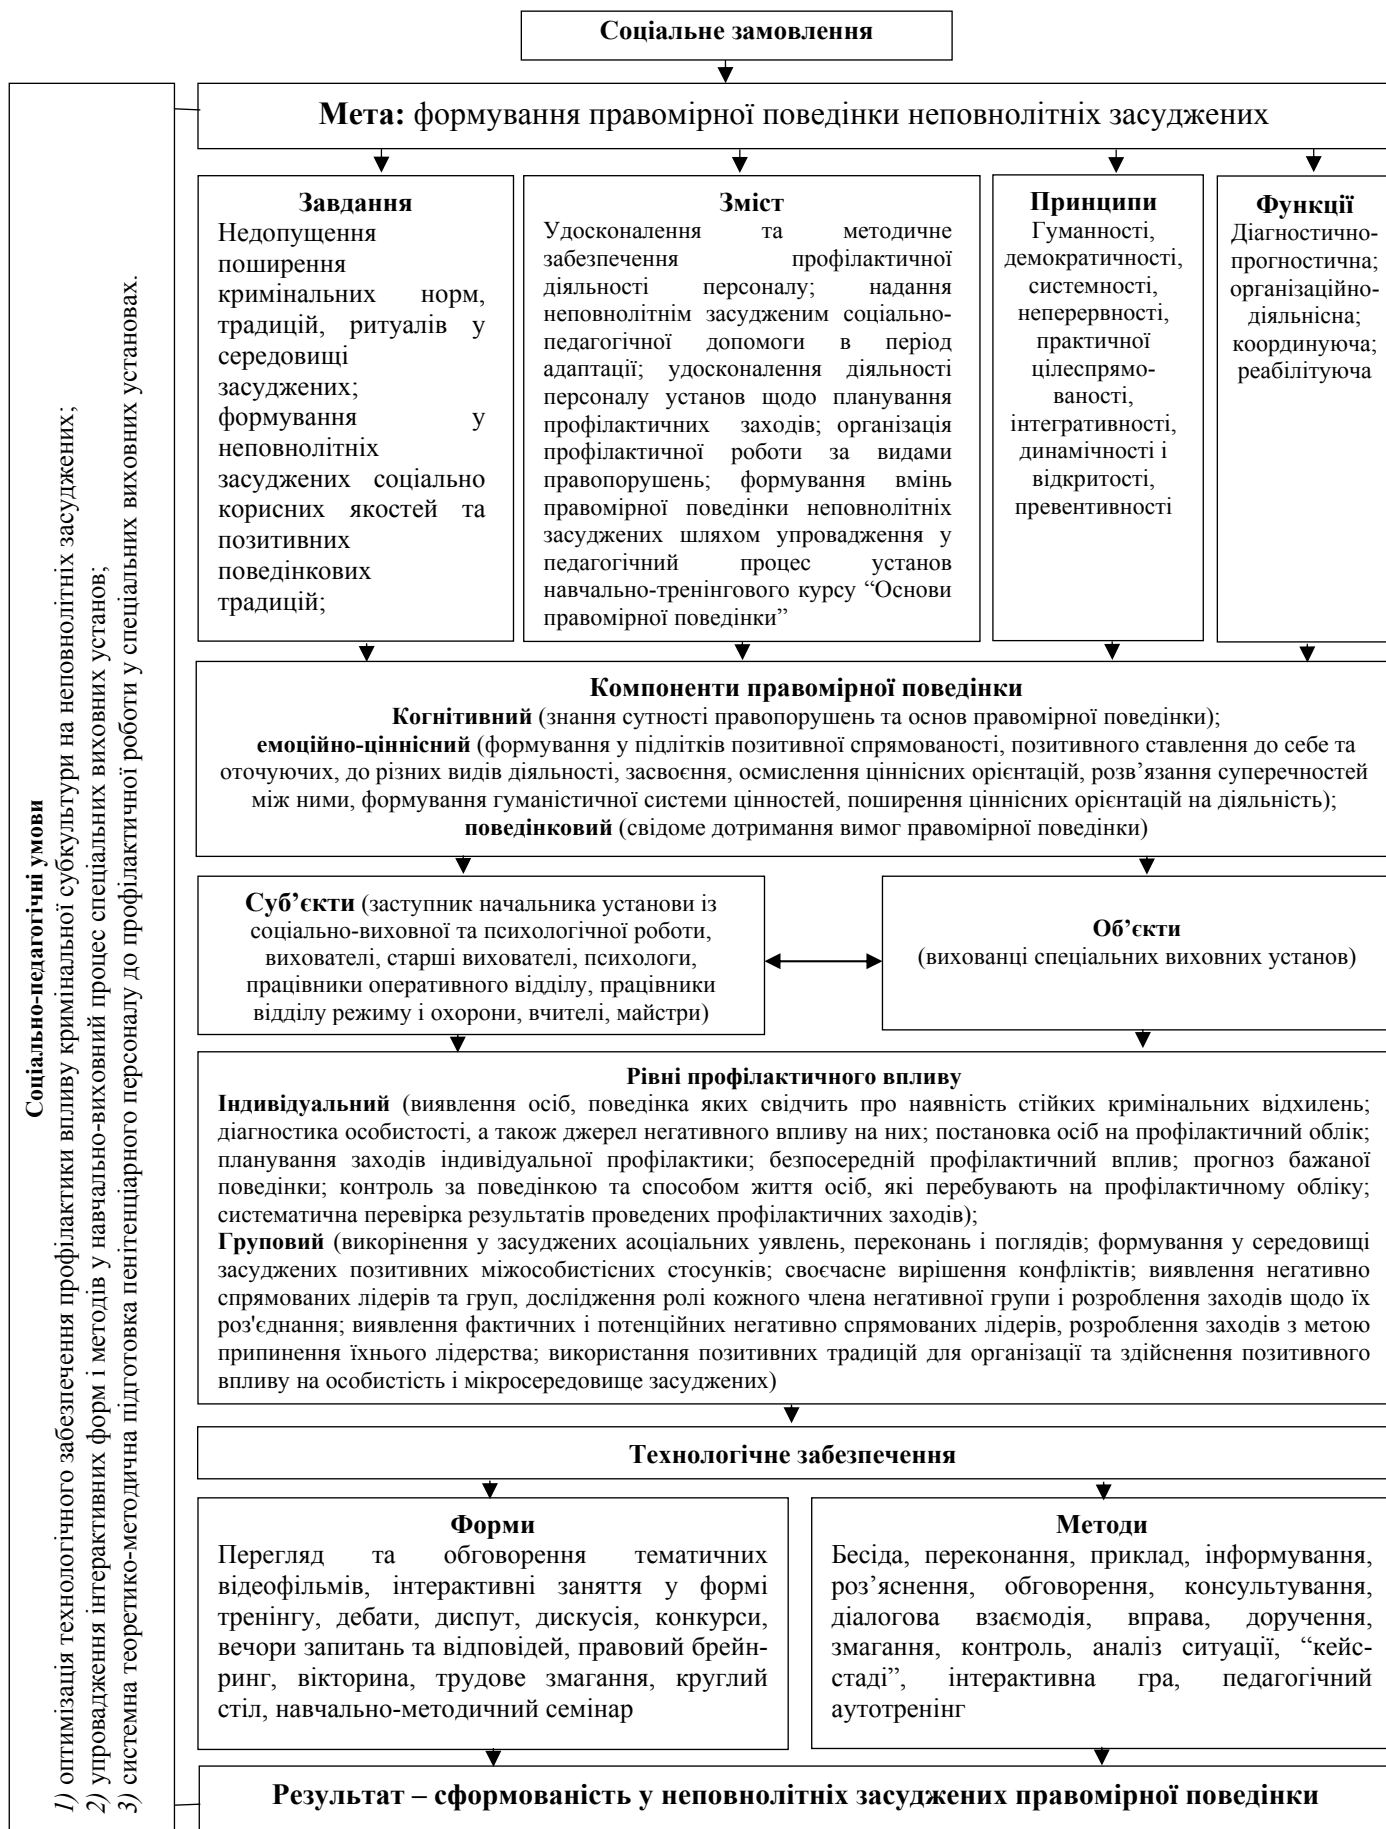 Соціальне замовлення
Соціально-педагогічні умови
1) оптимізація технологічного забезпечення профілактики впливу кримінальної субкультури на неповнолітніх засуджених;
2) упровадження інтерактивних форм і методів у навчально-виховний процес спеціальних виховних установ;
3) системна теоретико-методична підготовка пенітенціарного персоналу до профілактичної роботи у спеціальних виховних установах.
Мета: формування правомірної поведінки неповнолітніх засуджених
Завдання
Недопущення
поширення
кримінальних норм,
традицій, ритуалів у
середовищі
засуджених;
формування у
неповнолітніх
засуджених соціально
корисних якостей та
позитивних
поведінкових
традицій;
Зміст
Удосконалення та методичне
забезпечення профілактичної
діяльності персоналу; надання
неповнолітнім засудженим соціально-
педагогічної допомоги в період
адаптації; удосконалення діяльності
персоналу установ щодо планування
профілактичних заходів; організація
профілактичної роботи за видами
правопорушень; формування вмінь
правомірної поведінки неповнолітніх
засуджених шляхом упровадження у
педагогічний процес установ
навчально-тренінгового курсу “Основи
правомірної поведінки”
Принципи
Гуманності,
демократичності,
системності,
неперервності,
практичної
цілеспрямо-
ваності,
інтегративності,
динамічності і
відкритості,
превентивності
Функції
Діагностично-
прогностична;
організаційно-
діяльнісна;
координуюча;
реабілітуюча
Компоненти правомірної поведінки
Когнітивний (знання сутності правопорушень та основ правомірної поведінки);
емоційно-ціннісний (формування у підлітків позитивної спрямованості, позитивного ставлення до себе та
оточуючих, до різних видів діяльності, засвоєння, осмислення ціннісних орієнтацій, розв’язання суперечностей
між ними, формування гуманістичної системи цінностей, поширення ціннісних орієнтацій на діяльність);
поведінковий (свідоме дотримання вимог правомірної поведінки)
Суб’єкти (заступник начальника установи із
соціально-виховної та психологічної роботи,
вихователі, старші вихователі, психологи,
працівники оперативного відділу, працівники
відділу режиму і охорони, вчителі, майстри)
Об’єкти
(вихованці спеціальних виховних установ)
Рівні профілактичного впливу
Індивідуальний (виявлення осіб, поведінка яких свідчить про наявність стійких кримінальних відхилень;
діагностика особистості, а також джерел негативного впливу на них; постановка осіб на профілактичний облік;
планування заходів індивідуальної профілактики; безпосередній профілактичний вплив; прогноз бажаної
поведінки; контроль за поведінкою та способом життя осіб, які перебувають на профілактичному обліку;
систематична перевірка результатів проведених профілактичних заходів);
Груповий (викорінення у засуджених асоціальних уявлень, переконань і поглядів; формування у середовищі
засуджених позитивних міжособистісних стосунків; своєчасне вирішення конфліктів; виявлення негативно
спрямованих лідерів та груп, дослідження ролі кожного члена негативної групи і розроблення заходів щодо їх
роз'єднання; виявлення фактичних і потенційних негативно спрямованих лідерів, розроблення заходів з метою
припинення їхнього лідерства; використання позитивних традицій для організації та здійснення позитивного
впливу на особистість і мікросередовище засуджених)
Технологічне забезпечення
Форми
Перегляд та обговорення тематичних
відеофільмів, інтерактивні заняття у формі
тренінгу, дебати, диспут, дискусія, конкурси,
вечори запитань та відповідей, правовий брейн-
ринг, вікторина, трудове змагання, круглий
стіл, навчально-методичний семінар
Методи
Бесіда, переконання, приклад, інформування,
роз’яснення, обговорення, консультування,
діалогова взаємодія, вправа, доручення,
змагання, контроль, аналіз ситуації, “кейс-
стаді”, інтерактивна гра, педагогічний
аутотренінг
Результат – сформованість у неповнолітніх засуджених правомірної поведінки